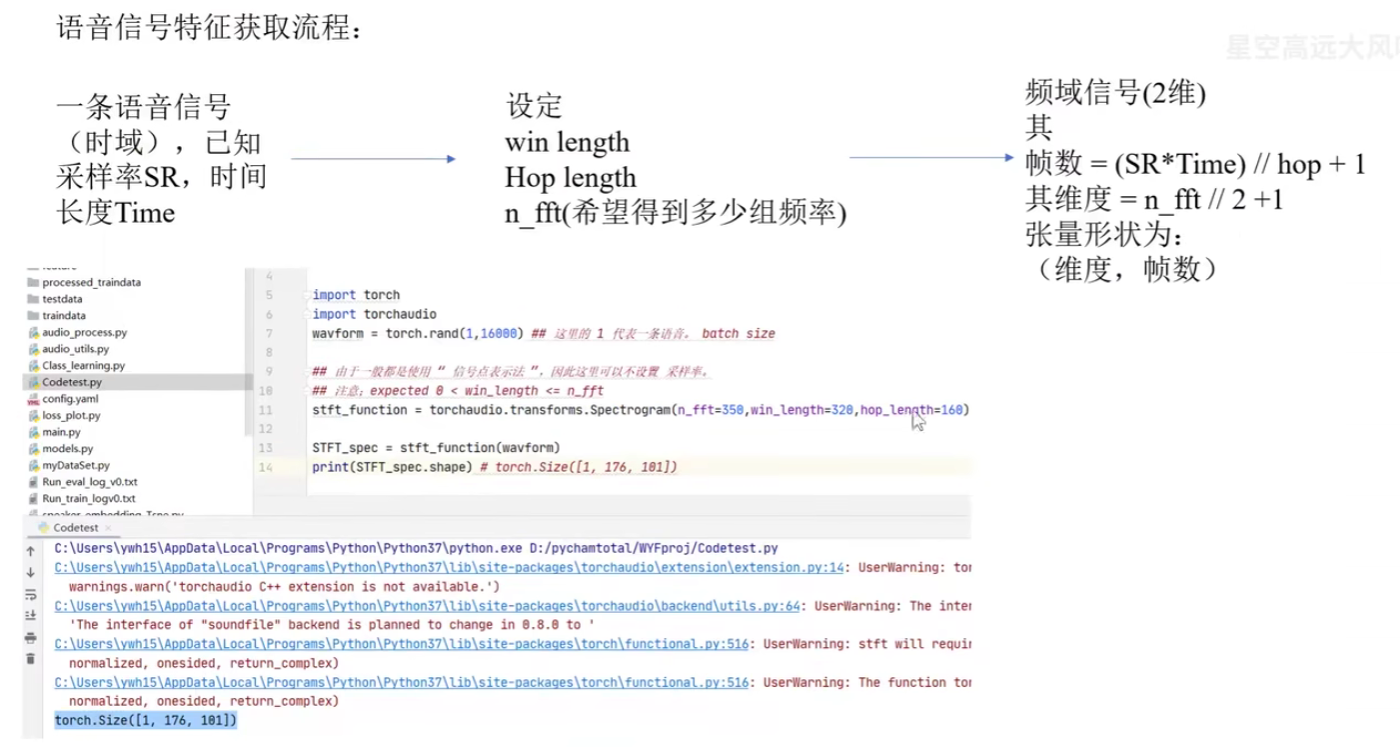 语音信号特征获取流程：
星空高远大风
一条语音信号
（时域），已知
采样率SR，时间
长度Time
设定
win length
Hop length
n_fft(希望得到多少组频率)
频域信号(2维)
其
帧数 = (SR*Time) // hop + 1
其维度 = n_fft // 2 +1
张量形状为：
（维度，帧数）
processed_traindata
testdata
traindata
audio_process.py
audio_utils.py
Class_learning.py
Codetest.py
config.yaml
loss_plot.py
main.py
models.py
myDataSet.py
Run_eval_log_v0.txt
Run_train_logv0.txt
4
5 import torch
6 import torchaudio
7 wavform = torch.rand(1,16000) ## 这里的 1 代表一条语音。 batch size
8
9 ## 由于一般都是使用 “ 信号点表示法 ”，因此这里可以不设置 采样率。
10 ## 注意：expected 0 < win_length <= n_fft
11 stft_function = torchaudio.transforms.Spectrogram(n_fft=350,win_length=320,hop_length=160)
12
13 STFT_spec = stft_function(wavform)
14 print(STFT_spec.shape) # torch.Size([1, 176, 101])
Codetest ×
C:\Users\ywh15\AppData\Local\Programs\Python\Python37\python.exe D:/pychamtotal/WYFproj/Codetest.py
C:\Users\ywh15\AppData\Local\Programs\Python\Python37\lib\site-packages\torchaudio\extension\extension.py:14: UserWarning: tor
warnings.warn('torchaudio C++ extension is not available.')
C:\Users\ywh15\AppData\Local\Programs\Python\Python37\lib\site-packages\torchaudio\backend\utils.py:64: UserWarning: The inter
'The interface of "soundfile" backend is planned to change in 0.8.0 to '
C:\Users\ywh15\AppData\Local\Programs\Python\Python37\lib\site-packages\torch\functional.py:516: UserWarning: stft will requir
normalized, onesided, return_complex)
C:\Users\ywh15\AppData\Local\Programs\Python\Python37\lib\site-packages\torch\functional.py:516: UserWarning: The function tor
normalized, onesided, return_complex)
torch.Size([1, 176, 101])